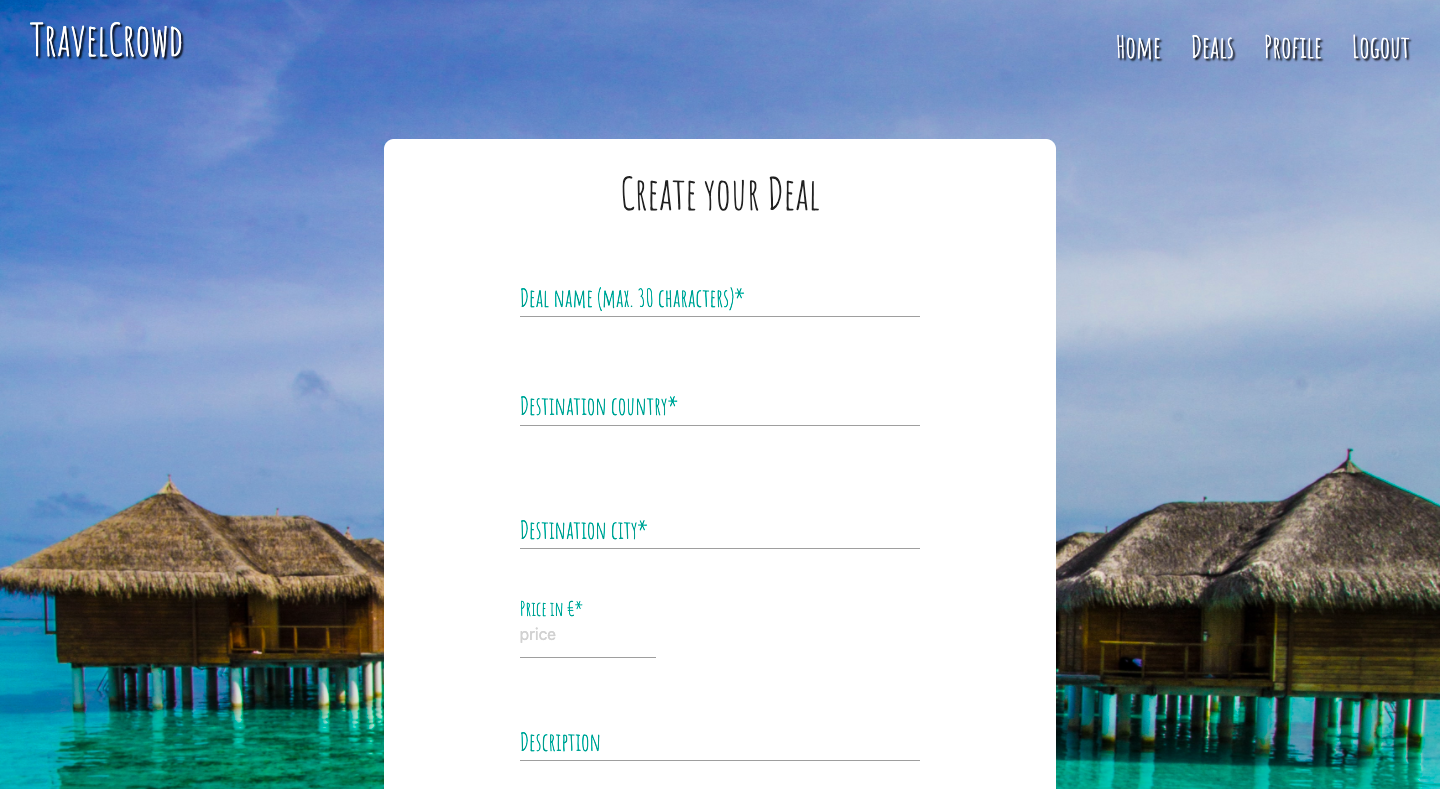 TravelCrowd
Home Deals Profile Logout
Create your Deal
Deal name (max. 30 characters)*
Destination country*
Destination city*
Price in €*
price
Description